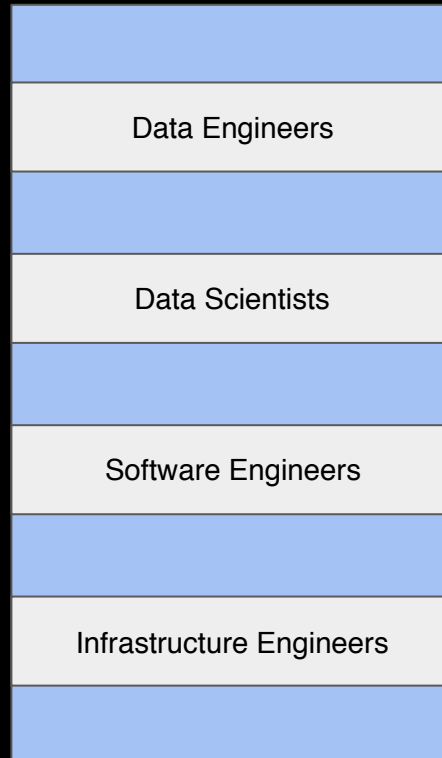 Data Engineers
Data Scientists
Software Engineers
Infrastructure Engineers